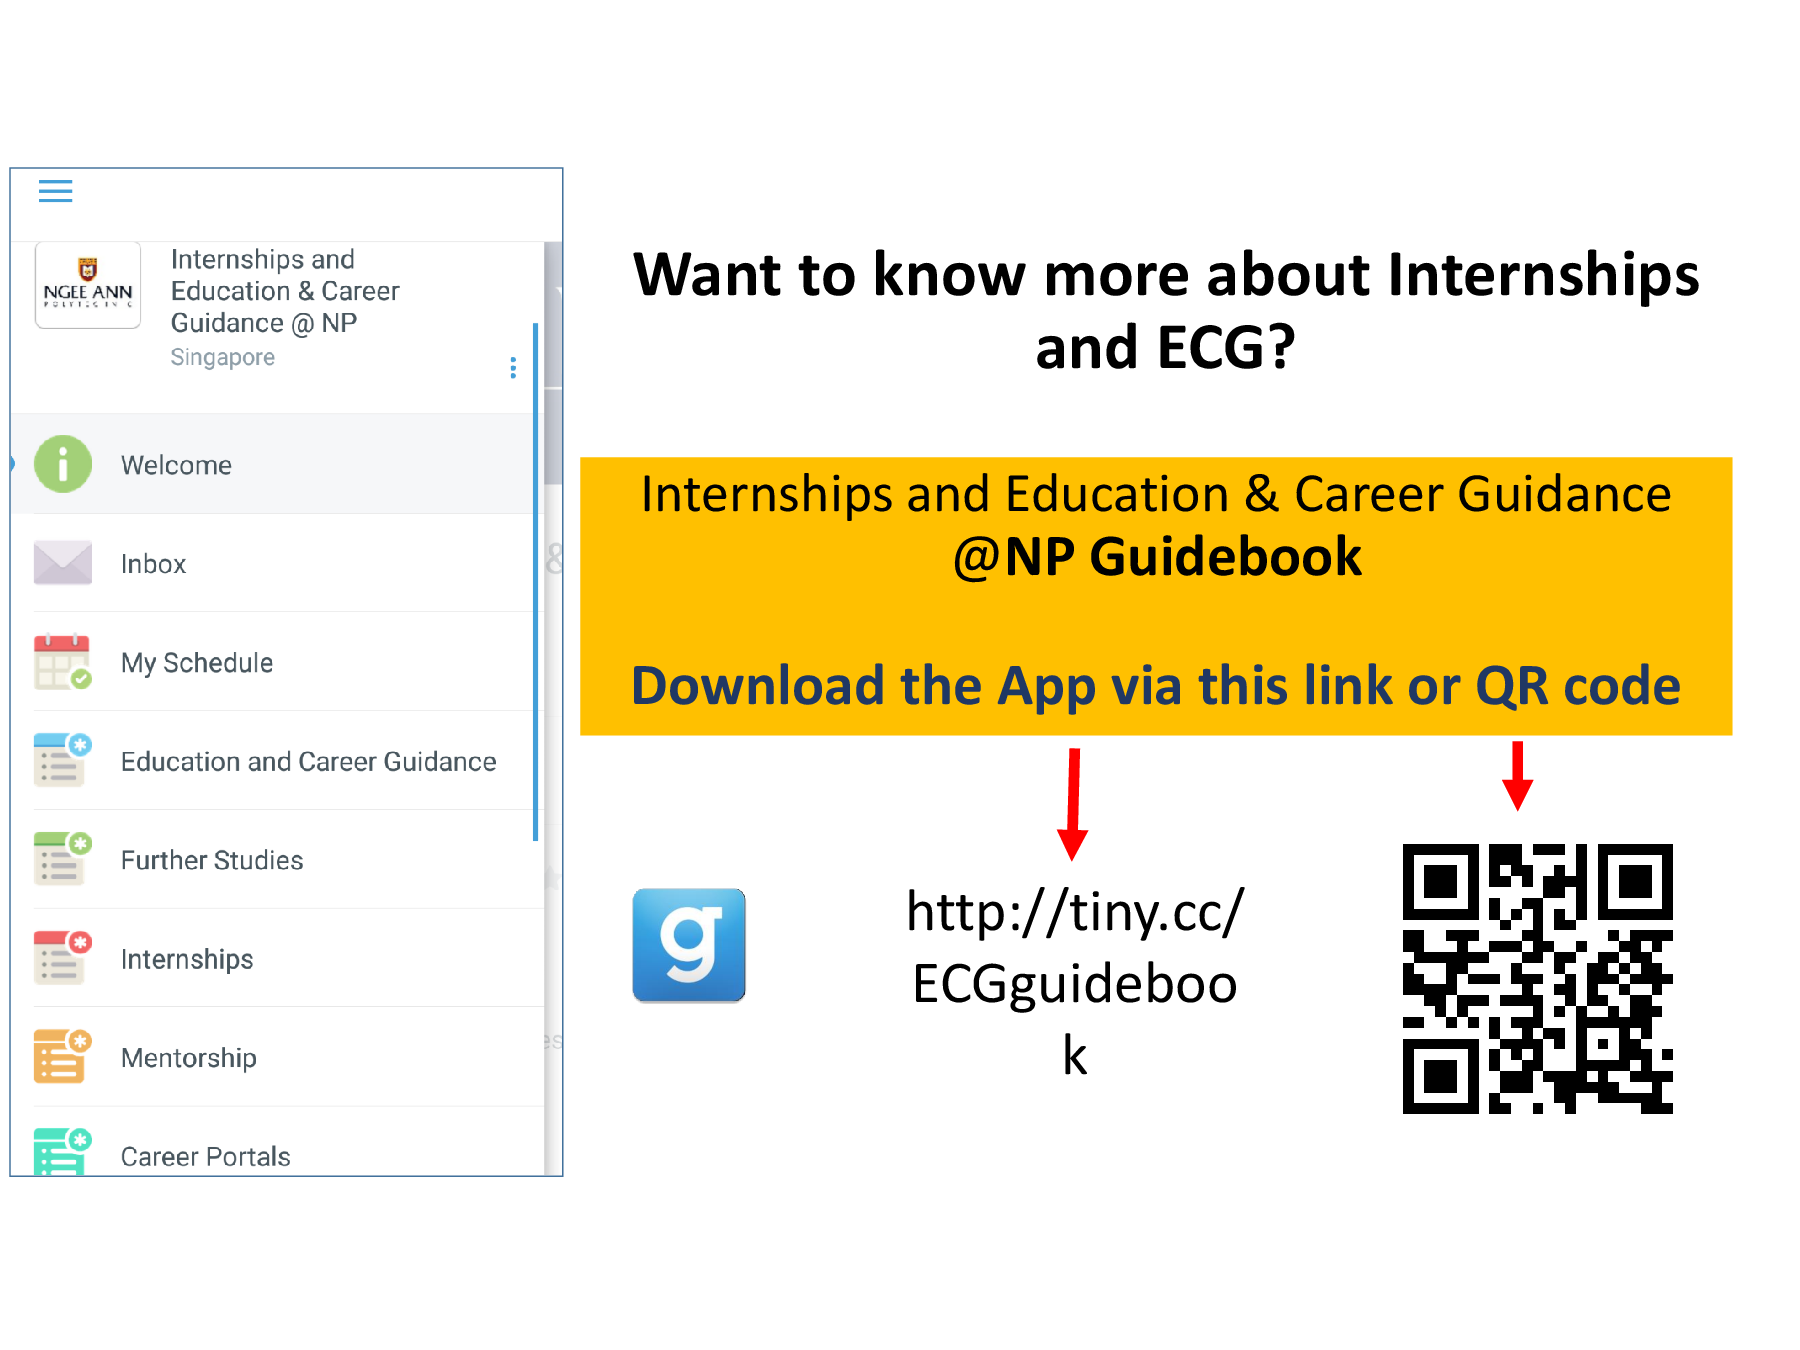 NGEE ANN
POLYTECHNIC
Internships and
Education & Career
Guidance @ NP
Singapore
Welcome
Inbox
My Schedule
Education and Career Guidance
Further Studies
Internships
Mentorship
Career Portals
&
es
Want to know more about Internships
and ECG?
Internships and Education & Career Guidance
@NP Guidebook
Download the App via this link or QR code
g
http://tiny.cc/
ECGguideboo
k